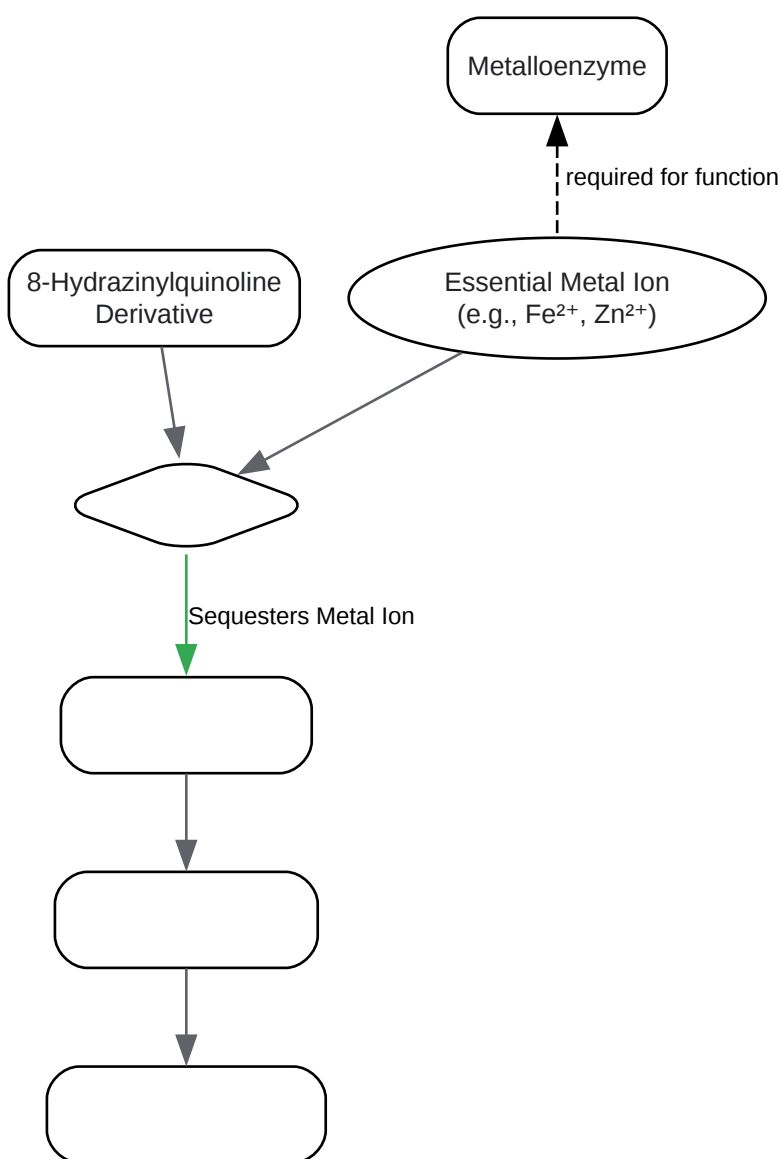 Metalloenzyme
required for function
8-Hydrazinylquinoline
Derivative
Essential Metal Ion
(e.g., Fe²⁺, Zn²⁺)
Sequesters Metal Ion